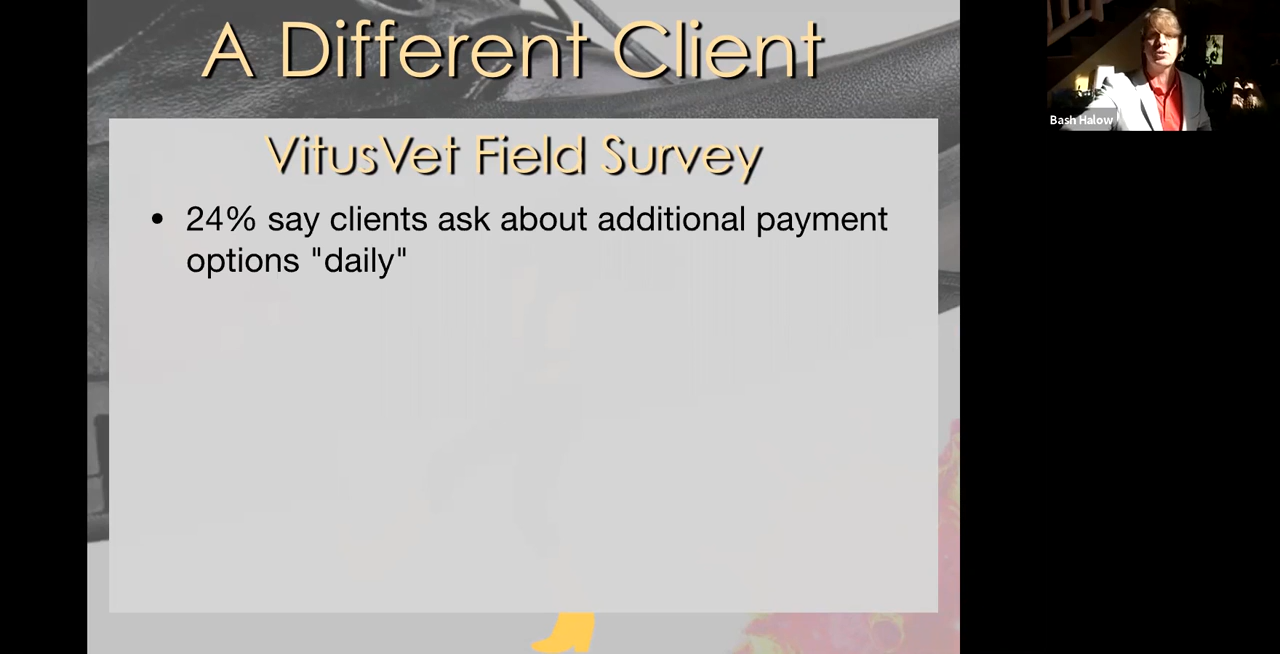 A Different Client
VitusVet Field Survey
• 24% say clients ask about additional payment
options "daily"
Bash Halow